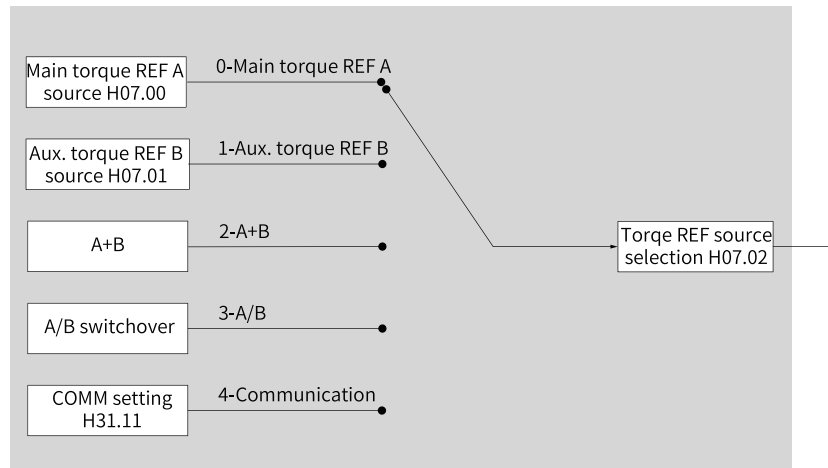 Main torque REF A
source H07.00
0-Main torque REF A
Aux. torque REF B
source H07.01
1-Aux. torque REF B
A+B
2-A+B
Torqe REF source
selection H07.02
A/B switchover
3-A/B
COMM setting
H31.11
4-Communication